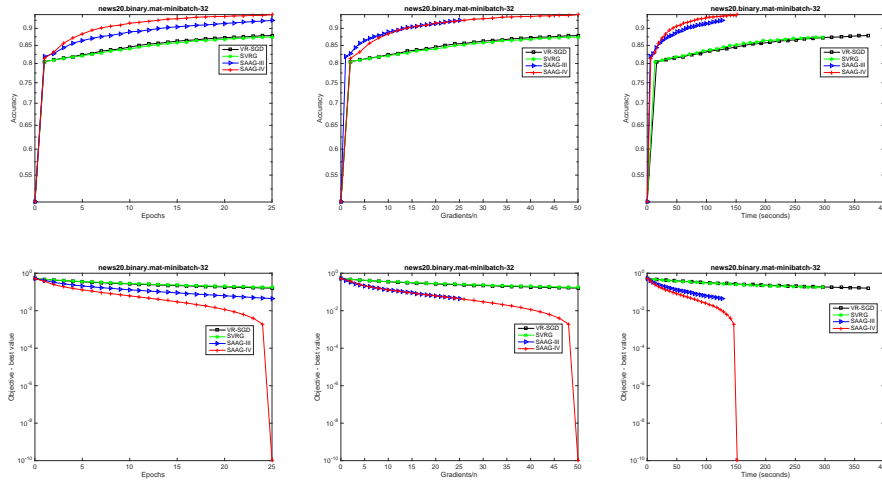 news20.binary.mat-minibatch-32
Accuracy
0.9
0.85
0.8
0.75
0.7
0.65
0.6
0.55
VR-SGD
SVRG
SAAG-III
SAAG-IV
0 5 10 15 20 25
Epochs
news20.binary.mat-minibatch-32
Accuracy
0.9
0.85
0.8
0.75
0.7
0.65
0.6
0.55
VR-SGD
SVRG
SAAG-III
SAAG-IV
0 5 10 15 20 25 30 35 40 45 50
Gradients/n
news20.binary.mat-minibatch-32
Accuracy
0.9
0.85
0.8
0.75
0.7
0.65
0.6
0.55
VR-SGD
SVRG
SAAG-III
SAAG-IV
0 50 100 150 200 250 300 350 400
Time (seconds)
news20.binary.mat-minibatch-32
Objective - best value
10^0
10^-2
10^-4
10^-6
10^-8
10^-10
VR-SGD
SVRG
SAAG-III
SAAG-IV
0 5 10 15 20 25
Epochs
news20.binary.mat-minibatch-32
Objective - best value
10^0
10^-2
10^-4
10^-6
10^-8
10^-10
VR-SGD
SVRG
SAAG-III
SAAG-IV
0 5 10 15 20 25 30 35 40 45 50
Gradients/n
news20.binary.mat-minibatch-32
Objective - best value
10^0
10^-2
10^-4
10^-6
10^-8
10^-10
VR-SGD
SVRG
SAAG-III
SAAG-IV
0 50 100 150 200 250 300 350
Time (seconds)